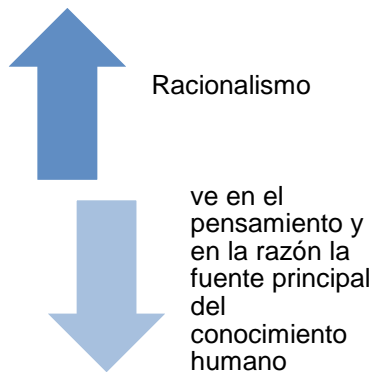 Racionalismo
ve en el
pensamiento y
en la razón la
fuente principal
del
conocimiento
humano